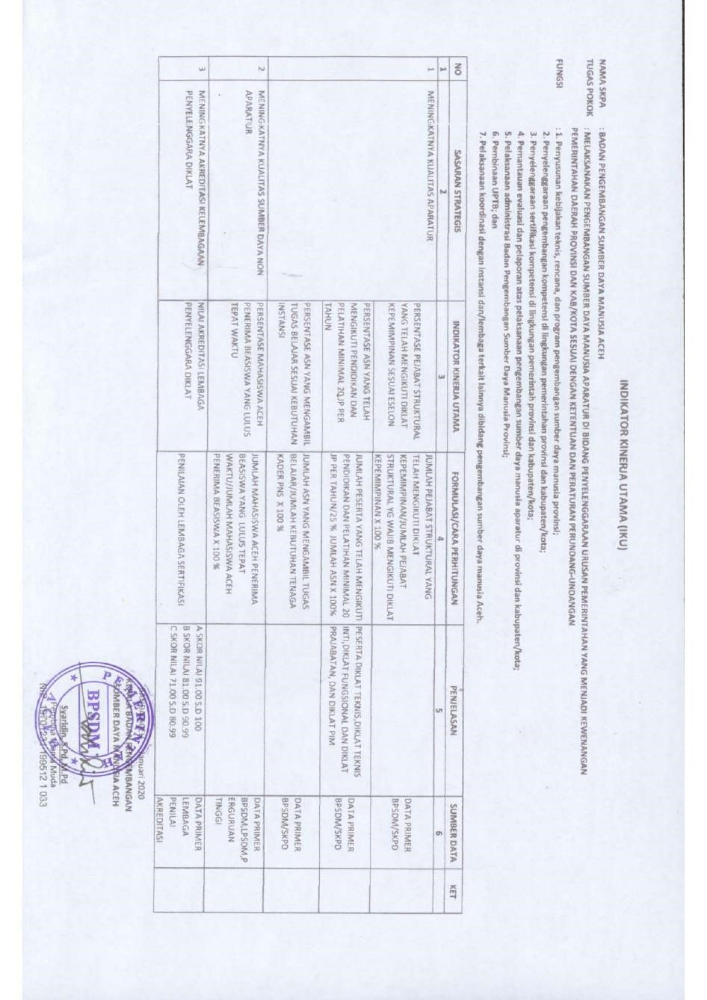 INDIKATOR KINERJA UTAMA (IKU)
NAMA SKPA : BADAN PENGEMBANGAN SUMBER DAYA MANUSIA ACEH
TUGAS POKOK : MELAKSANAKAN PENGEMBANGAN SUMBER DAYA MANUSIA APARATUR DI BIDANG PENYELENGGARAAN URUSAN PEMERINTAHAN YANG MENJADI KEWENANGAN
PEMERINTAHAN DAERAH PROVINSI DAN KAB/KOTA SESUAI DENGAN KETENTUAN DAN PERATURAN PERUNDANG-UNDANGAN
FUNGSI : 1. Penyusunan kebijakan teknis, rencana, dan program pengembangan sumber daya manusia provinsi;
2. Penyelenggaraan pengembangan kompetensi di lingkungan pemerintahan provinsi dan kabupaten/kota;
3. Penyelenggaraan sertifikasi kompetensi di lingkungan pemerintah provinsi dan kabupaten/kota;
4. Pemantauan evaluasi dan pelaporan atas pelaksanaan pengembangan sumber daya manusia aparatur di provinsi dan kabupaten/kota;
5. Pelaksanaan administrasi Badan Pengembangan Sumber Daya Manusia Provinsi;
6. Pembinaan UPTB; dan
7. Pelaksanaan koordinasi dengan instansi dan/lembaga terkait lainnya dibidang pengembangan sumber daya manusia Aceh.
NO SASARAN STRATEGIS INDIKATOR KINERJA UTAMA FORMULASI/CARA PERHITUNGAN PENJELASAN SUMBER DATA KET
1 2 3 4 5 6
1 MENINGKATNYA KUALITAS APARATUR
PERSENTASE PEJABAT STRUKTURAL
YANG TELAH MENGIKUTI DIKLAT
KEPEMIMPINAN SESUAI ESELON
JUMLAH PEJABAT STRUKTURAL YANG
TELAH MENGIKUTI DIKLAT
KEPEMIMPINAN/JUMLAH PEJABAT
STRUKTURAL YG WAJIB MENGIKUTI DIKLAT
KEPEMIMPINAN X 100 %
DATA PRIMER
BPSDM/SKPD
PERSENTASE ASN YANG TELAH
MENGIKUTI PENDIDIKAN DAN
PELATIHAN MINIMAL 20JP PER
TAHUN
JUMLAH PESERTA YANG TELAH MENGIKUTI
PENDIDIKAN DAN PELATIHAN MINIMAL 20
JP PER TAHUN/25 % JUMLAH ASN X 100%
PESERTA DIKLAT TEKNIS,DIKLAT TEKNIS
INTI,DIKLAT FUNGSIONAL DAN DIKLAT
PRAJABATAN, DAN DIKLAT PIM
DATA PRIMER
BPSDM/SKPD
PERSENTASE ASN YANG MENGAMBIL
TUGAS BELAJAR SESUAI KEBUTUHAN
INSTANSI
JUMLAH ASN YANG MENGAMBIL TUGAS
BELAJAR/JUMLAH KEBUTUHAN TENAGA
KADER PNS X 100 %
DATA PRIMER
BPSDM/SKPD
2 MENINGKATNYA KUALITAS SUMBER DAYA NON
APARATUR
PERSENTASE MAHASISWA ACEH
PENERIMA BEASISWA YANG LULUS
TEPAT WAKTU
JUMLAH MAHASISWA ACEH PENERIMA
BEASISWA YANG LULUS TEPAT
WAKTU/JUMLAH MAHASISWA ACEH
PENERIMA BEASISWA X 100 %
DATA PRIMER
BPSDM,LPSDM,P
ERGURUAN
TINGGI
3 MENINGKATNYA AKREDITASI KELEMBAGAAN
PENYELENGGARA DIKLAT
NILAI AKREDITASI LEMBAGA
PENYELENGGARA DIKLAT
PENILAIAN OLEH LEMBAGA SERTIFIKASI
A SKOR NILAI 91.00 S.D 100
B SKOR NILAI 81.00 S.D 90.99
C SKOR NILAI 71.00 S.D 80.99
DATA PRIMER
LEMBAGA
PENILAI
AKREDITASI
Januari 2020
KEPALA BADAN PENGEMBANGAN
SUMBER DAYA MANUSIA ACEH
BPSDM
Syaridin, S.Pd, M.Pd
Pembina Utama Muda
199512 1 033